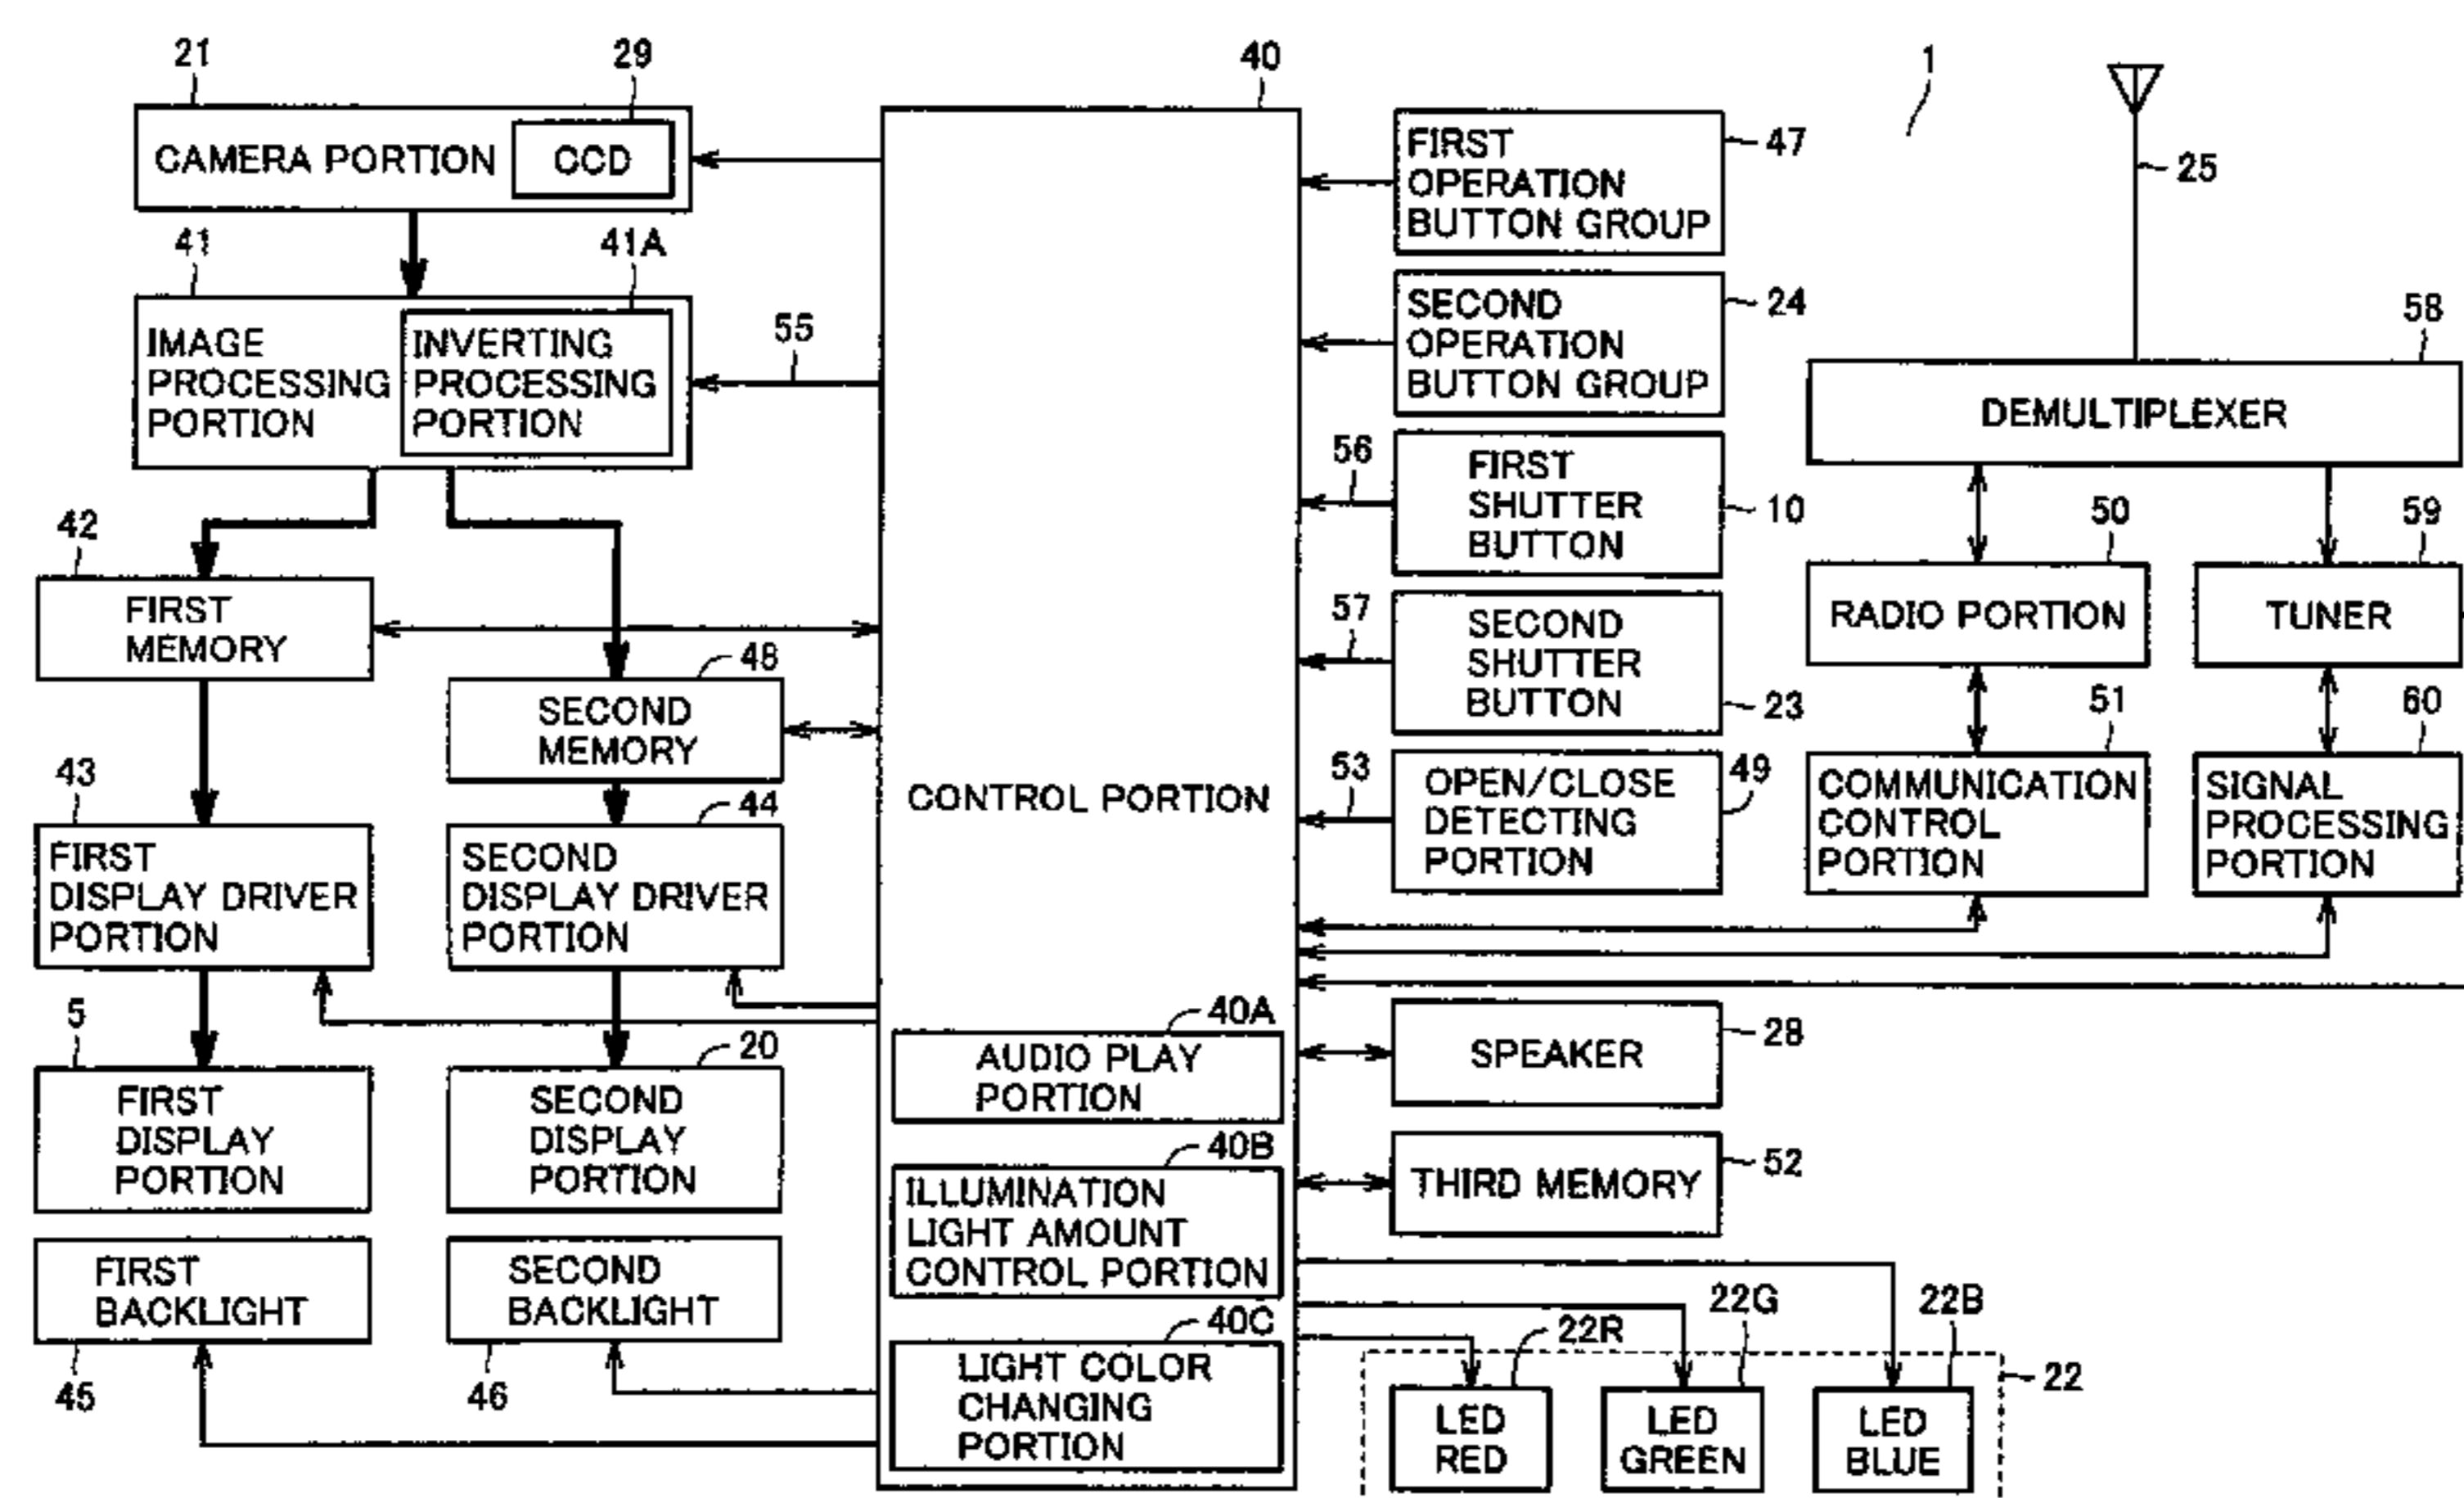 21
29
40
1
CAMERA PORTION
CCD
FIRST
OPERATION
BUTTON GROUP
47
25
41
41A
55
IMAGE
PROCESSING
PORTION
INVERTING
PROCESSING
PORTION
SECOND
OPERATION
BUTTON GROUP
24
58
DEMULTIPLEXER
56
FIRST
SHUTTER
BUTTON
10
50
59
42
FIRST
MEMORY
57
SECOND
SHUTTER
BUTTON
23
RADIO PORTION
TUNER
48
SECOND
MEMORY
51
60
43
44
CONTROL PORTION
53
OPEN/CLOSE
DETECTING
PORTION
49
COMMUNICATION
CONTROL
PORTION
SIGNAL
PROCESSING
PORTION
FIRST
DISPLAY DRIVER
PORTION
SECOND
DISPLAY DRIVER
PORTION
5
20
40A
AUDIO PLAY
PORTION
SPEAKER
28
FIRST
DISPLAY
PORTION
SECOND
DISPLAY
PORTION
40B
ILLUMINATION
LIGHT AMOUNT
CONTROL PORTION
THIRD MEMORY
52
FIRST
BACKLIGHT
45
SECOND
BACKLIGHT
46
40C
LIGHT COLOR
CHANGING
PORTION
22R
22G
22B
22
LED
RED
LED
GREEN
LED
BLUE